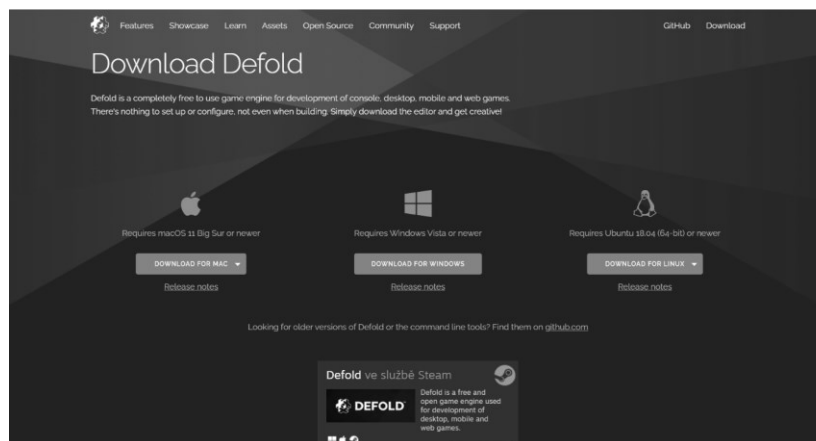 Features Showcase Learn Assets Open Source Community Support GitHub Download
Download Defold
Defold is a completely free to use game engine for development of console, desktop, mobile and web games.
There's nothing to set up or configure, not even when building. Simply download the editor and get creative!
Requires macOS 11 Big Sur or newer
DOWNLOAD FOR MAC
Release notes
Requires Windows Vista or newer
DOWNLOAD FOR WINDOWS
Release notes
Requires Ubuntu 18.04 (64-bit) or newer
DOWNLOAD FOR LINUX
Release notes
Looking for older versions of Defold or the command line tools? Find them on github.com
Defold ve službě Steam
DEFOLD
Defold is a free and
open game engine used
for development of
desktop, mobile and
web games.